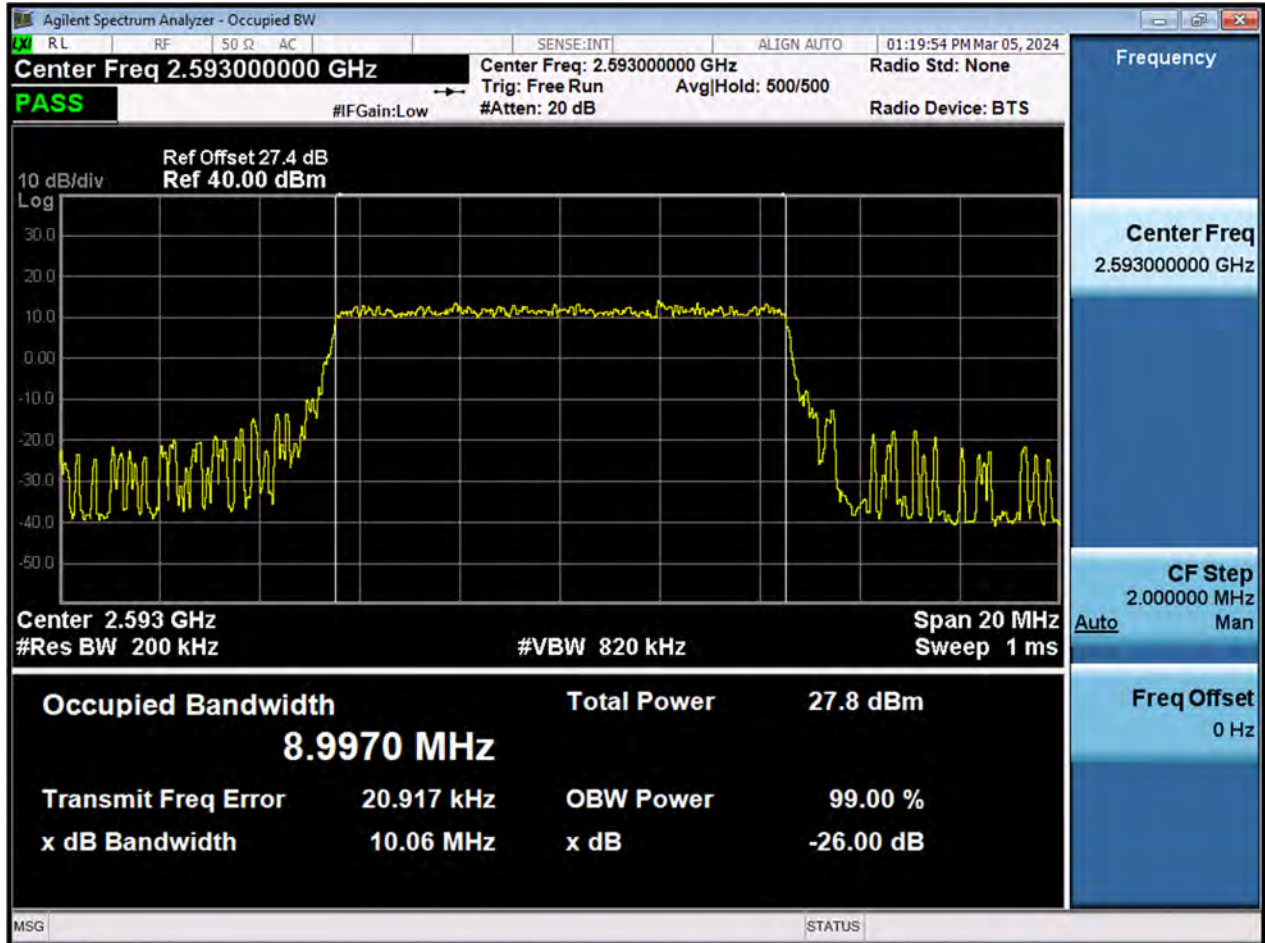 Agilent Spectrum Analyzer - Occupied BW
LXI RL RF 50 Ω AC SENSE:INT ALIGN AUTO 01:19:54 PM Mar 05, 2024
Center Freq 2.593000000 GHz
Center Freq: 2.593000000 GHz
Radio Std: None
Trig: Free Run Avg|Hold: 500/500
PASS
#IFGain:Low
#Atten: 20 dB
Radio Device: BTS
Ref Offset 27.4 dB
10 dB/div Ref 40.00 dBm
Log
30.0
20.0
10.0
0.00
-10.0
-20.0
-30.0
-40.0
-50.0
Center 2.593 GHz Span 20 MHz
#Res BW 200 kHz #VBW 820 kHz Sweep 1 ms
Occupied Bandwidth Total Power 27.8 dBm
8.9970 MHz
Transmit Freq Error 20.917 kHz OBW Power 99.00 %
x dB Bandwidth 10.06 MHz x dB -26.00 dB
MSG STATUS
Frequency
Center Freq
2.593000000 GHz
CF Step
2.000000 MHz
Auto Man
Freq Offset
0 Hz